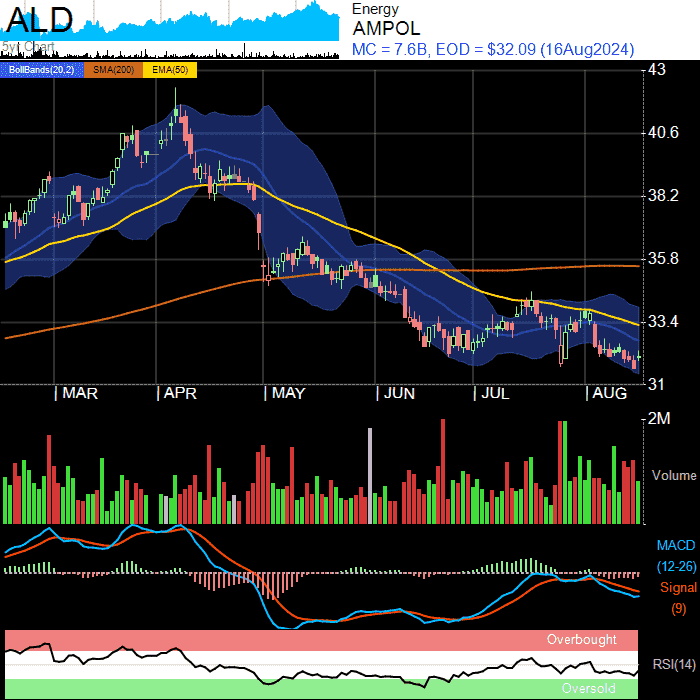 ALD
5yr Chart
Energy
AMPOL
MC = 7.6B, EOD = $32.09 (16Aug2024)
BollBands(20,2) SMA(200) EMA(50)
43
40.6
38.2
35.8
33.4
31
| MAR | APR | MAY | JUN | JUL | AUG
2M
Volume
MACD
(12-26)
Signal
(9)
Overbought
RSI(14)
Oversold